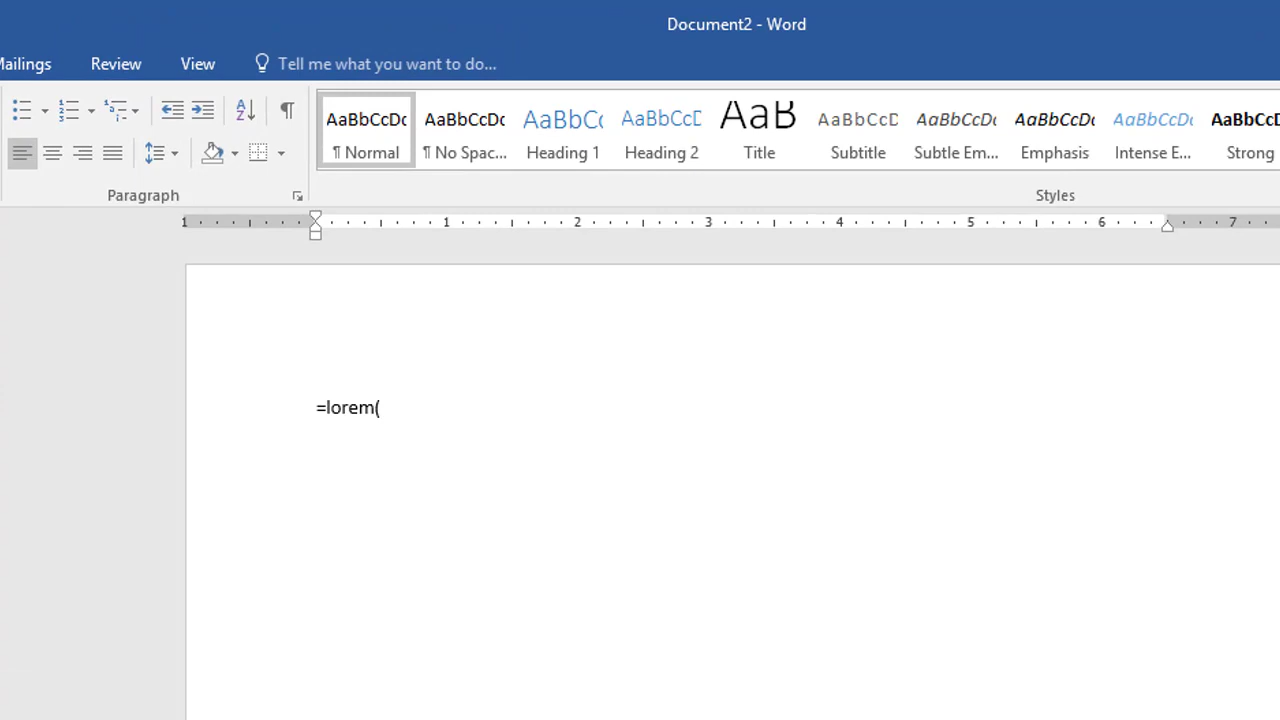 Document2 - Word
Mailings Review View Tell me what you want to do...
AaBbCcDc AaBbCcDc AaBbCc AaBbCcD AaB AaBbCcD AaBbCcDc AaBbCcDc AaBbCcDc AaBbCcD
¶ Normal ¶ No Spac... Heading 1 Heading 2 Title Subtitle Subtle Em... Emphasis Intense E... Strong
Paragraph Styles
1 1 2 3 4 5 6 7
=lorem(